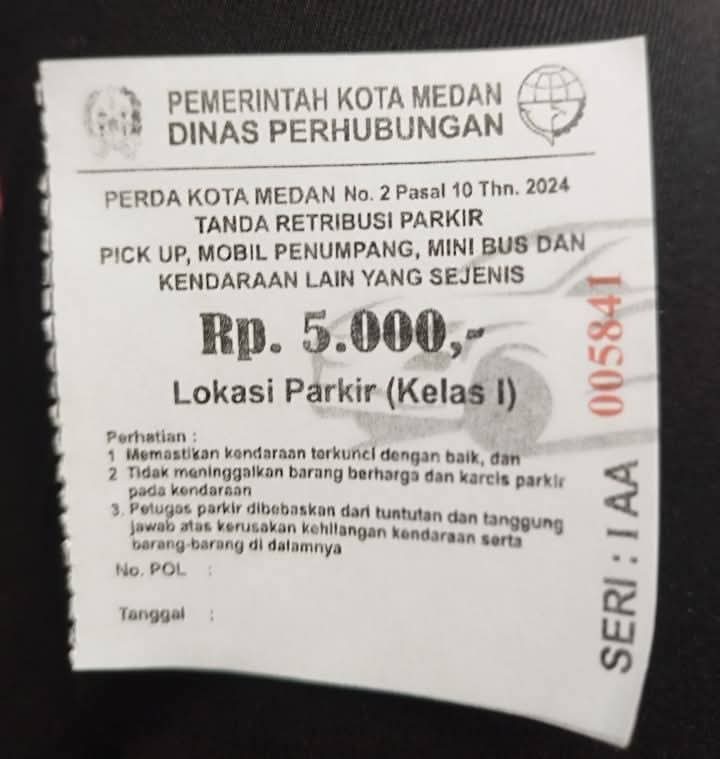 PEMERINTAH KOTA MEDAN
DINAS PERHUBUNGAN
PERDA KOTA MEDAN No. 2 Pasal 10 Thn. 2024
TANDA RETRIBUSI PARKIR
PICK UP, MOBIL PENUMPANG, MINI BUS DAN
KENDARAAN LAIN YANG SEJENIS
Rp. 5.000,-
Lokasi Parkir (Kelas I)
Perhatian :
1 Memastikan kendaraan terkunci dengan baik, dan
2 Tidak meninggalkan barang berharga dan karcis parkir
pada kendaraan
3. Petugas parkir dibebaskan dari tuntutan dan tanggung
jawab atas kerusakan kehilangan kendaraan serta
barang-barang di dalamnya
No. POL :
Tanggal :
SERI : I AA
005841